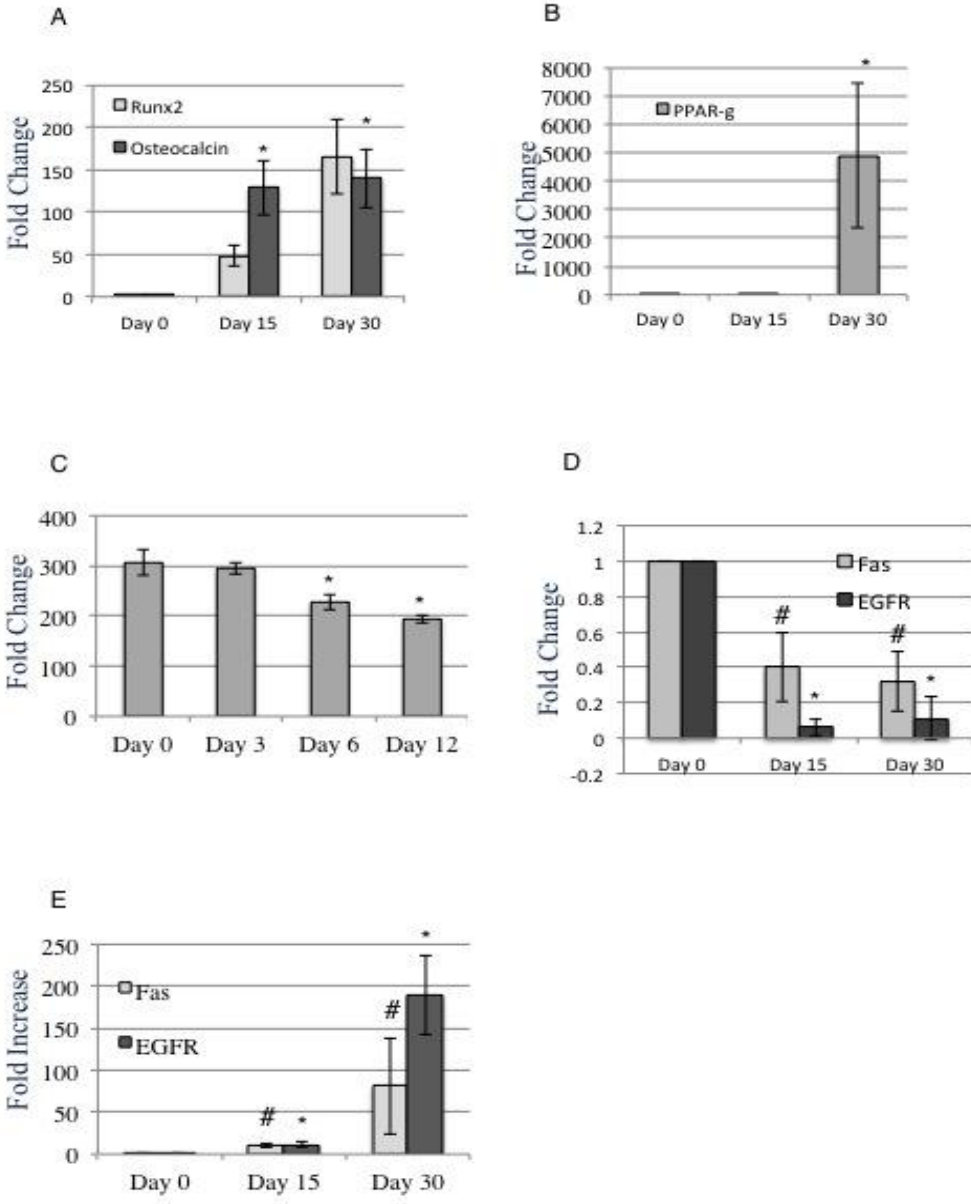 A
250
200
150
100
50
0
Fold Change
Runx2
Osteocalcin
*
*
Day 0 Day 15 Day 30
B
8000
7000
6000
5000
4000
3000
2000
1000
0
Fold Change
PPAR-g
*
Day 0 Day 15 Day 30
C
400
300
200
100
0
Fold Change
*
*
Day 0 Day 3 Day 6 Day 12
D
1.2
1
0.8
0.6
0.4
0.2
0
-0.2
Fold Change
Fas
EGFR
#
*
#
*
Day 0 Day 15 Day 30
E
250
200
150
100
50
0
Fold Increase
Fas
EGFR
#
*
#
*
Day 0 Day 15 Day 30